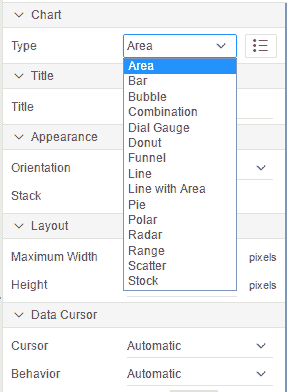 Chart
Type Area
Area
Bar
Title
Bubble
Combination
Title
Dial Gauge
Donut
Appearance
Funnel
Orientation
Line
Line with Area
Stack
Pie
Polar
Layout
Radar
Maximum Width
Range
pixels
Scatter
Height
Stock
pixels
Data Cursor
Cursor Automatic
Behavior Automatic